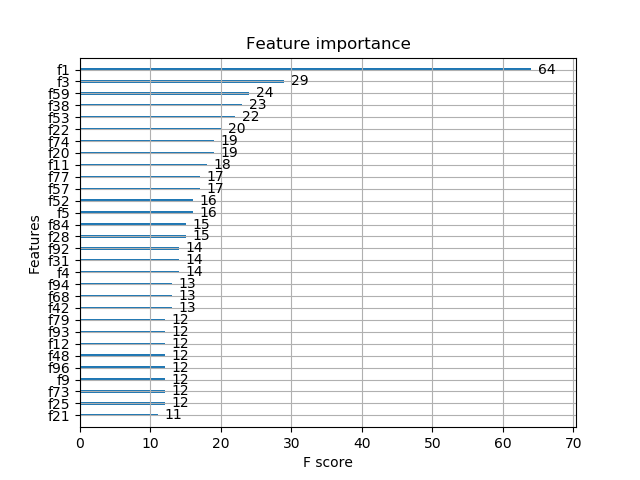 Feature importance
f1 64
f3 29
f59 24
f38 23
f53 22
f22 20
f74 19
f20 19
f11 18
f77 17
f57 17
f52 16
f5 16
f84 15
f28 15
f92 14
f31 14
f4 14
f94 13
f68 13
f42 13
f79 12
f93 12
f12 12
f48 12
f96 12
f9 12
f73 12
f25 12
f21 11
Features
0 10 20 30 40 50 60 70
F score